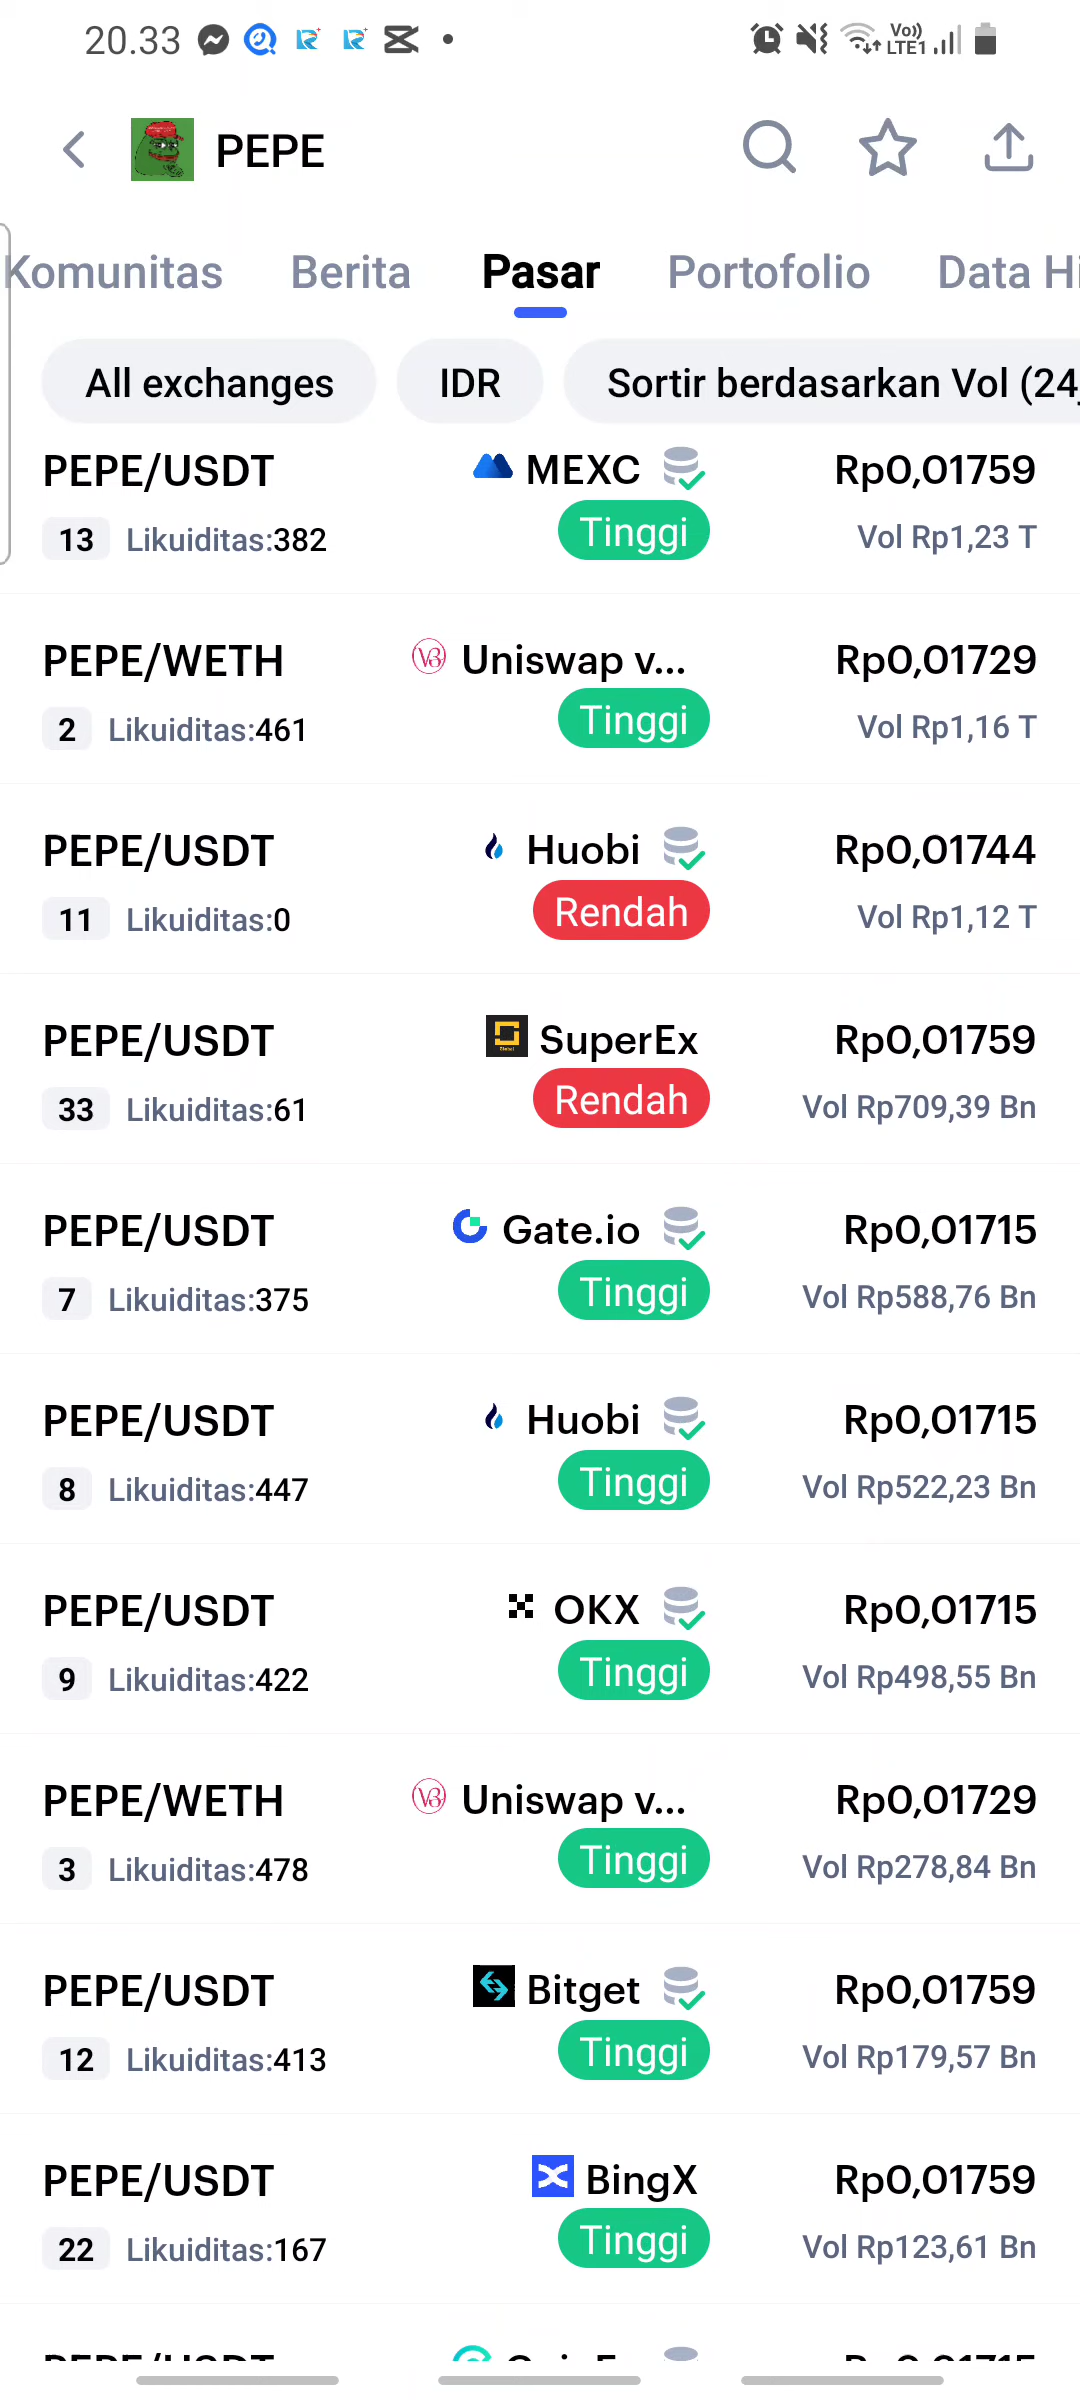 20.33 Vo)) LTE1
PEPE
Komunitas Berita Pasar Portofolio Data Hi
All exchanges IDR Sortir berdasarkan Vol (24
PEPE/USDT MEXC Rp0,01759
13 Likuiditas:382 Tinggi Vol Rp1,23 T
PEPE/WETH Uniswap v... Rp0,01729
2 Likuiditas:461 Tinggi Vol Rp1,16 T
PEPE/USDT Huobi Rp0,01744
11 Likuiditas:0 Rendah Vol Rp1,12 T
PEPE/USDT SuperEx Rp0,01759
33 Likuiditas:61 Rendah Vol Rp709,39 Bn
PEPE/USDT Gate.io Rp0,01715
7 Likuiditas:375 Tinggi Vol Rp588,76 Bn
PEPE/USDT Huobi Rp0,01715
8 Likuiditas:447 Tinggi Vol Rp522,23 Bn
PEPE/USDT OKX Rp0,01715
9 Likuiditas:422 Tinggi Vol Rp498,55 Bn
PEPE/WETH Uniswap v... Rp0,01729
3 Likuiditas:478 Tinggi Vol Rp278,84 Bn
PEPE/USDT Bitget Rp0,01759
12 Likuiditas:413 Tinggi Vol Rp179,57 Bn
PEPE/USDT BingX Rp0,01759
22 Likuiditas:167 Tinggi Vol Rp123,61 Bn